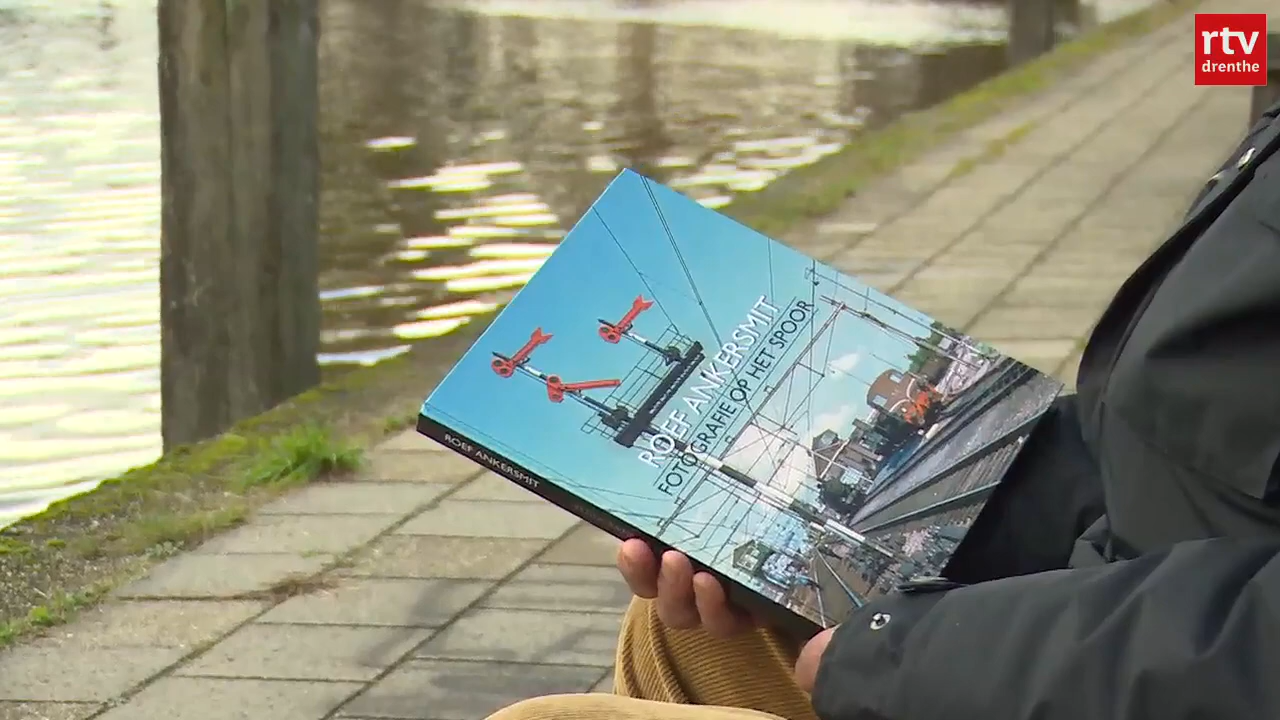 rtv
drenthe
ROEF ANKERSMIT
FOTOGRAFIE OP HET SPOOR
ROEF ANKERSMIT